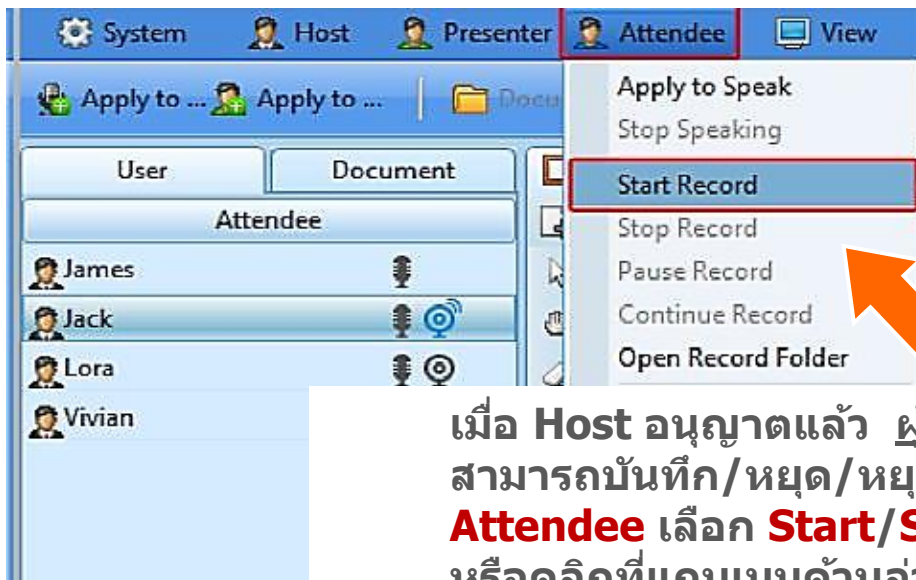 System Host Presenter Attendee View
Apply to ... Apply to ...
Apply to Speak
Stop Speaking
Start Record
Stop Record
Pause Record
Continue Record
Open Record Folder
User Document
Attendee
James
Jack
Lora
Vivian
เมื่อ Host อนุญาตแล้ว
สามารถบันทึก/หยุด/
Attendee เลือก Start/